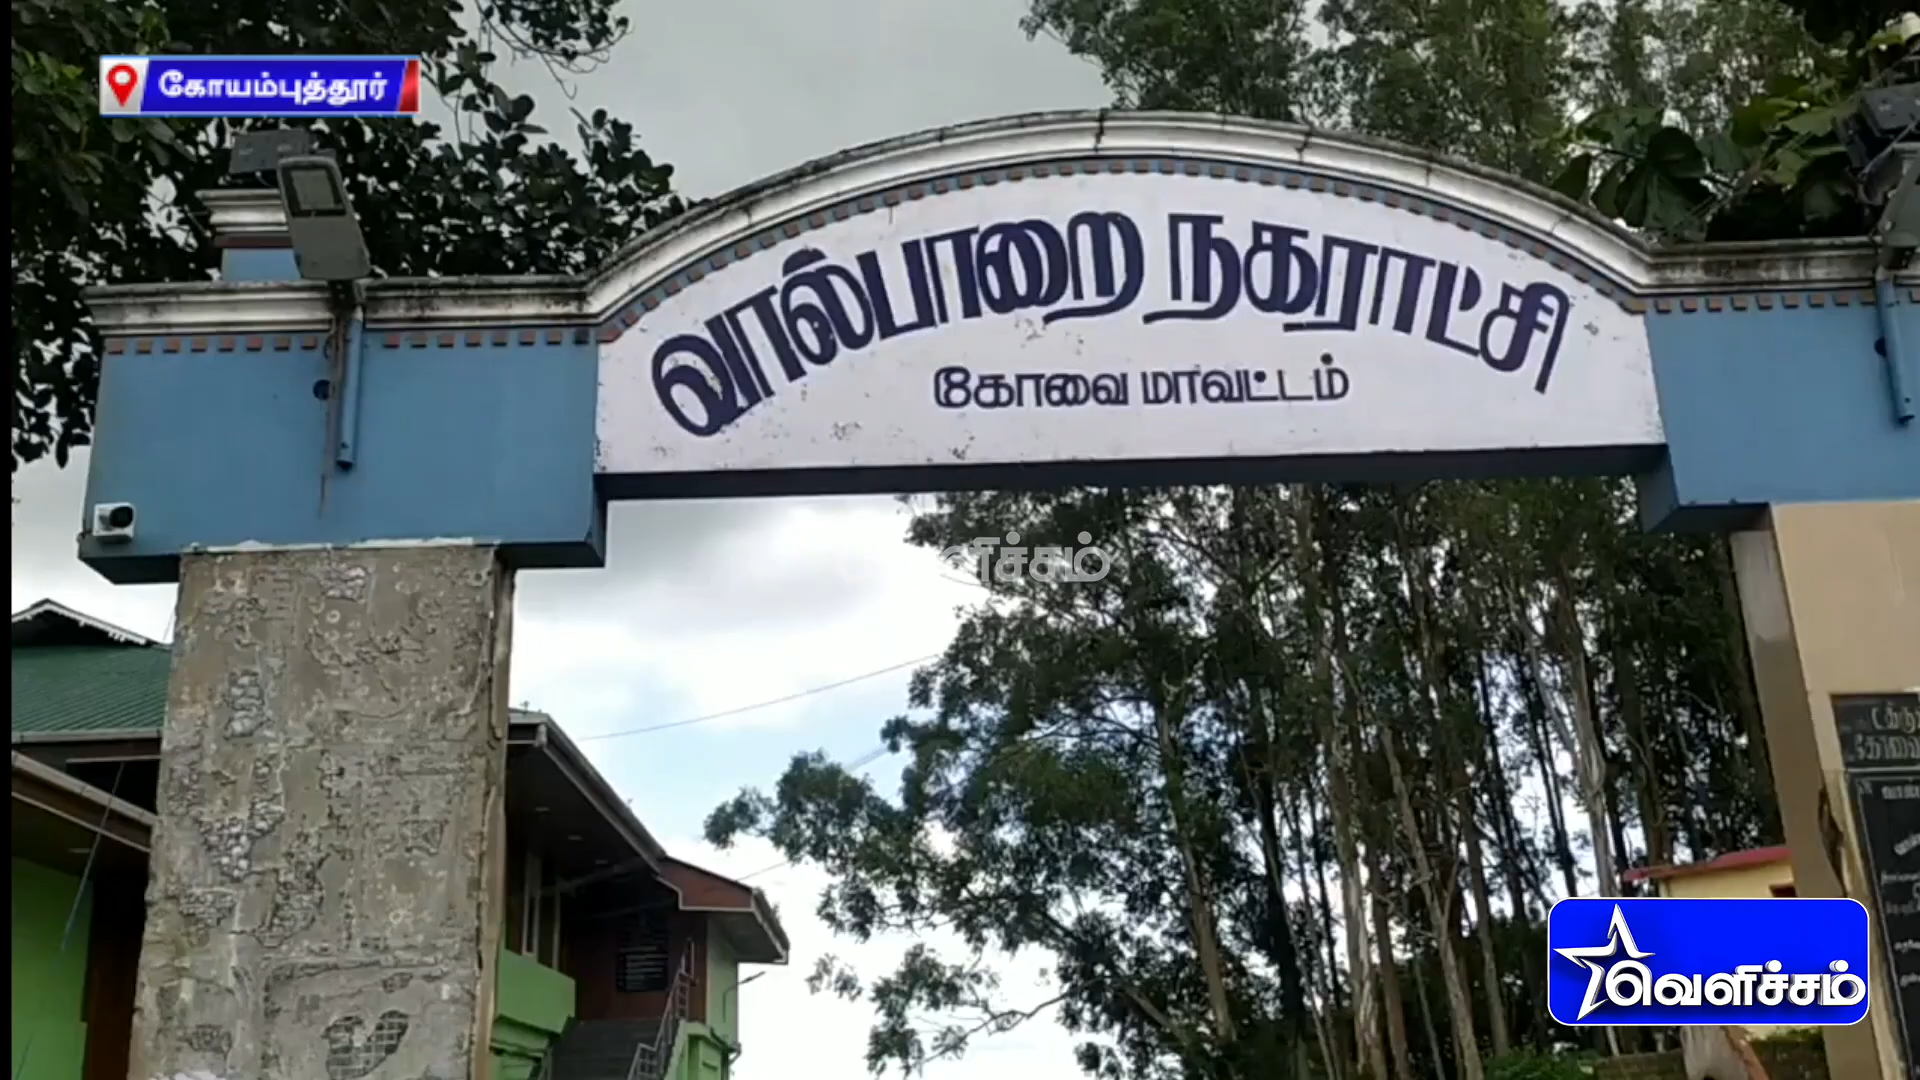 கோயம்புத்தூர்
வால்பாறை நகராட்சி
கோவை மாவட்டம்
வெளிச்சம்